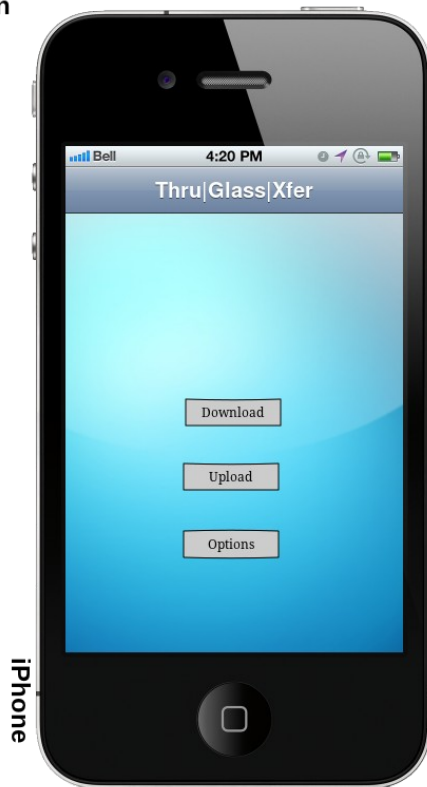 n
Bell 4:20 PM
Thru|Glass|Xfer
Download
Upload
Options
iPhone